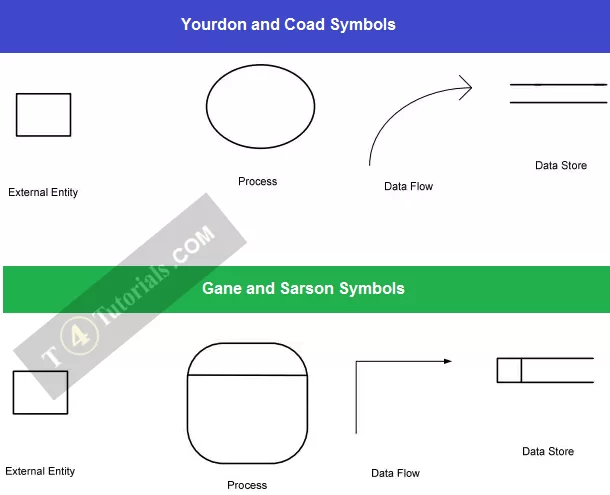 Yourdon and Coad Symbols
External Entity
Process
Data Flow
Data Store
T4Tutorials.COM
Gane and Sarson Symbols
External Entity
Process
Data Flow
Data Store